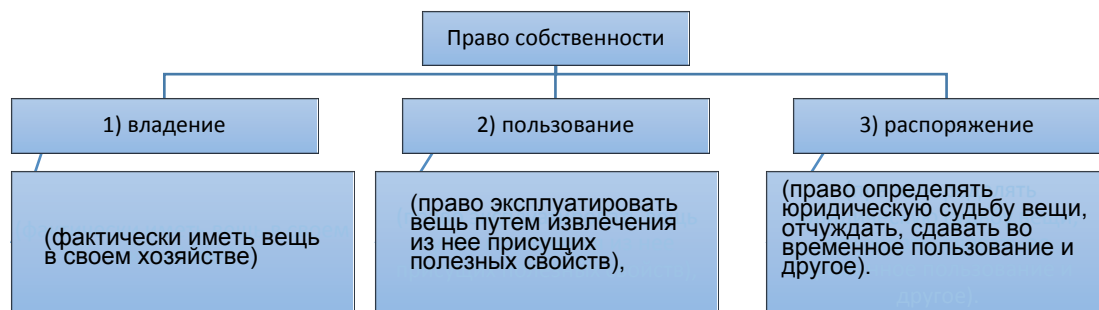 Право собственности
1) владение
2) пользование
3) распоряжение
(фактически иметь вещь
в своем хозяйстве)
(право эксплуатировать
вещь путем извлечения
из нее присущих
полезных свойств),
(право определять
юридическую судьбу вещи,
отчуждать, сдавать во
временное пользование и
другое).